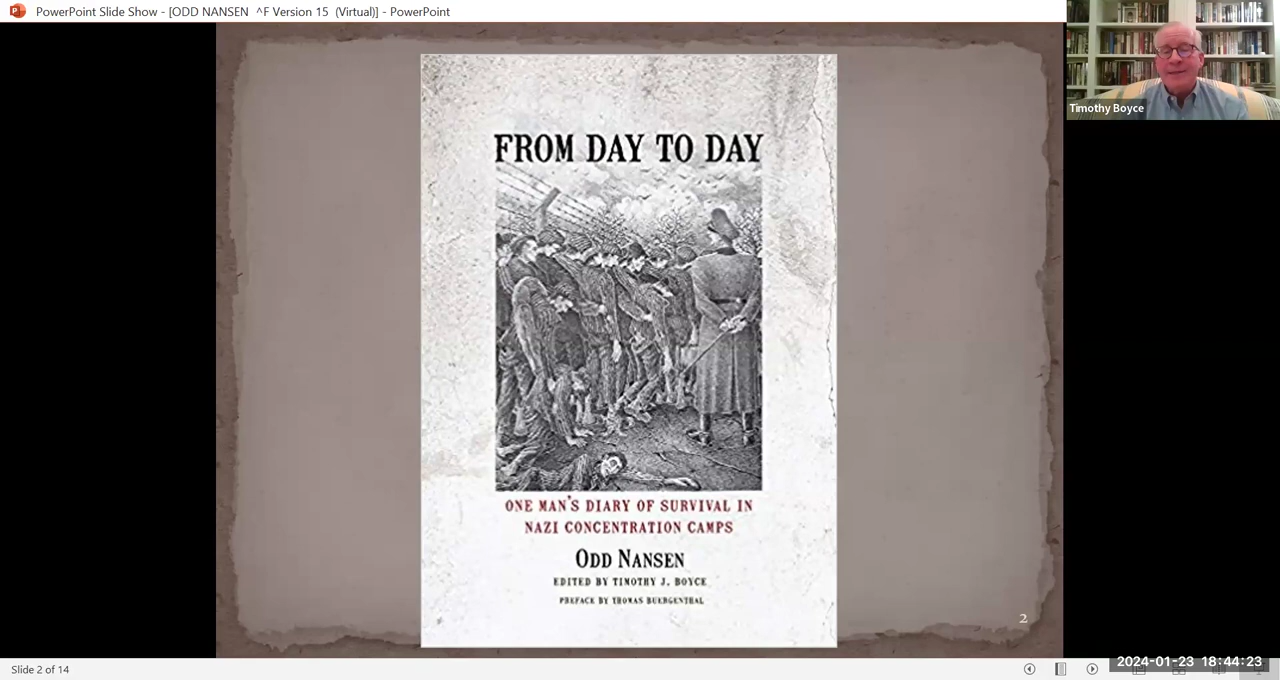 PowerPoint Slide Show - [ODD NANSEN ^F Version 15 (Virtual)] - PowerPoint
Timothy Boyce
FROM DAY TO DAY
ONE MAN'S DIARY OF SURVIVAL IN
NAZI CONCENTRATION CAMPS
ODD NANSEN
EDITED BY TIMOTHY J. BOYCE
PREFACE BY THOMAS BUERGENTHAL
2
Slide 2 of 14
2024-01-23 18:44:23